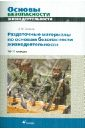 Основы
безопасности
жизнедеятельности
Раздаточные материалы
по основам безопасности
жизнедеятельности